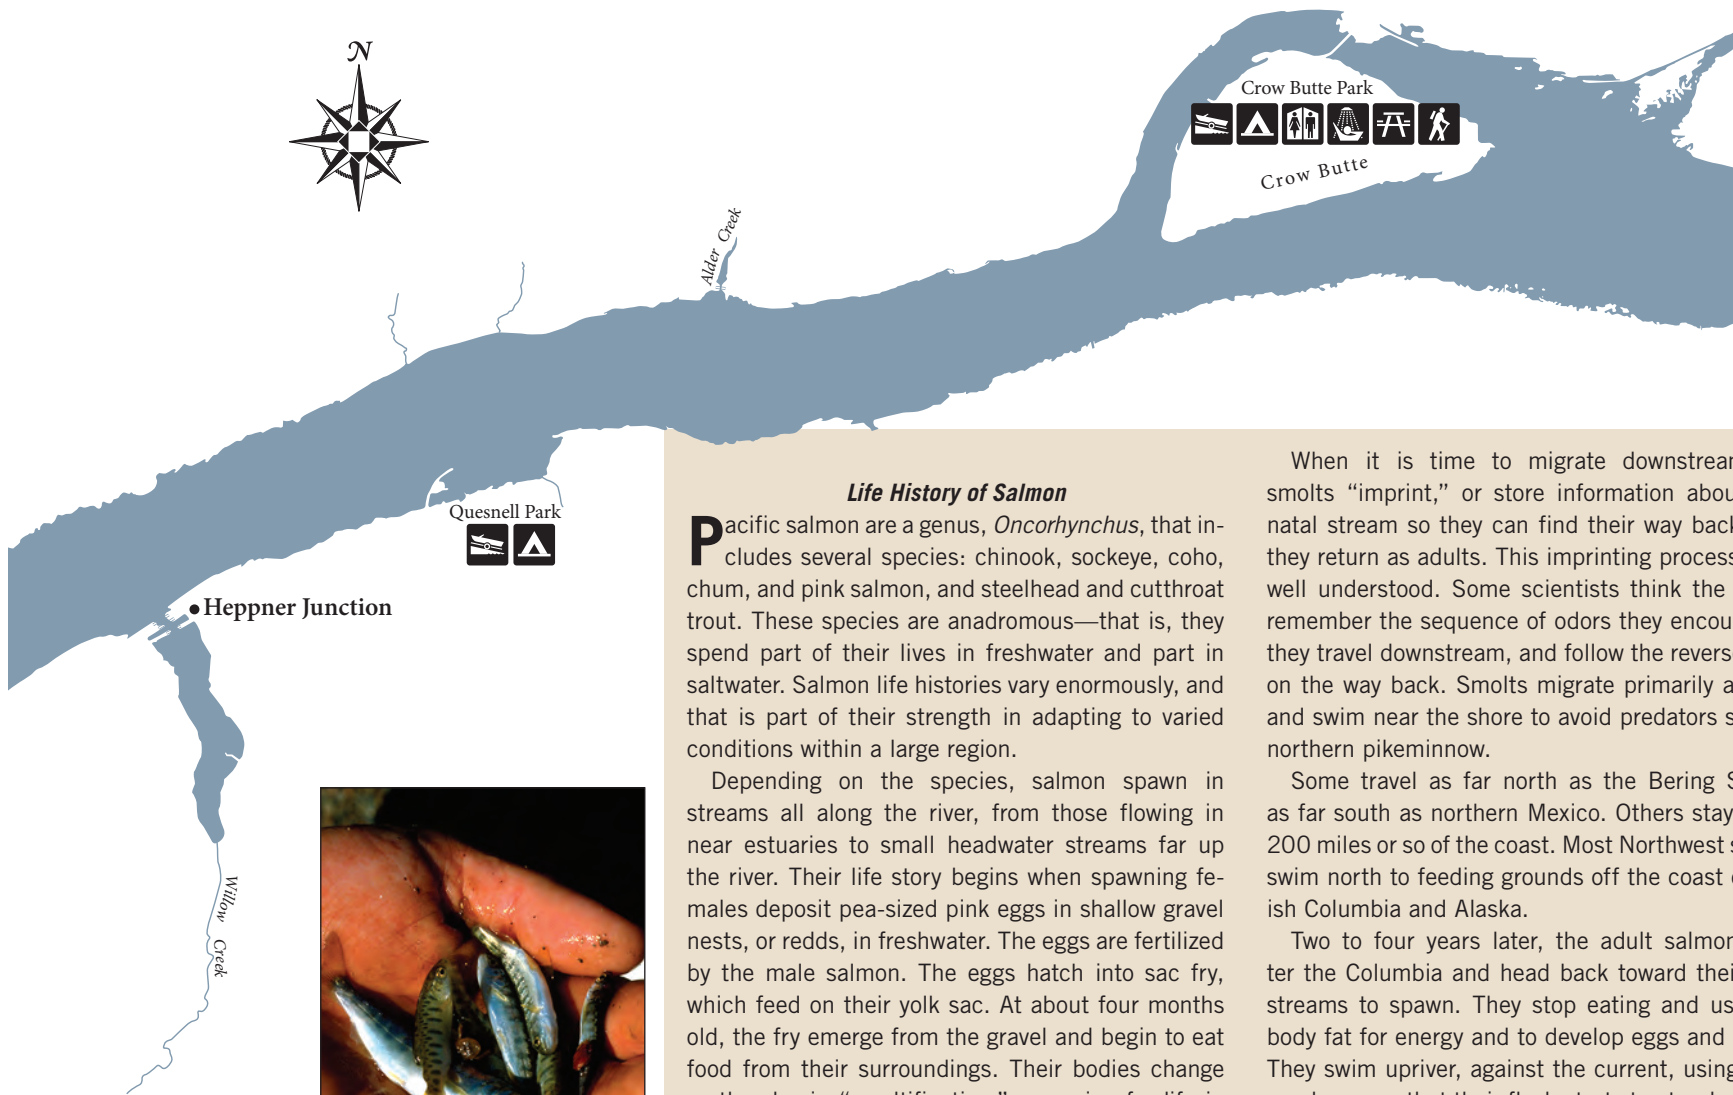 N
Crow Butte Park
Crow Butte
Alder Creek
Quesnell Park
Heppner Junction
Willow Creek
Life History of Salmon
Pacific salmon are a genus, Oncorhynchus, that in-
cludes several species: chinook, sockeye, coho,
chum, and pink salmon, and steelhead and cutthroat
trout. These species are anadromous—that is, they
spend part of their lives in freshwater and part in
saltwater. Salmon life histories vary enormously, and
that is part of their strength in adapting to varied
conditions within a large region.
Depending on the species, salmon spawn in
streams all along the river, from those flowing in
near estuaries to small headwater streams far up
the river. Their life story begins when spawning fe-
males deposit pea-sized pink eggs in shallow gravel
nests, or redds, in freshwater. The eggs are fertilized
by the male salmon. The eggs hatch into sac fry,
which feed on their yolk sac. At about four months
old, the fry emerge from the gravel and begin to eat
food from their surroundings. Their bodies change
When it is time to migrate downstream
smolts “imprint,” or store information abou
natal stream so they can find their way back
they return as adults. This imprinting process
well understood. Some scientists think the
remember the sequence of odors they encou
they travel downstream, and follow the revers
on the way back. Smolts migrate primarily a
and swim near the shore to avoid predators s
northern pikeminnow.
Some travel as far north as the Bering S
as far south as northern Mexico. Others stay
200 miles or so of the coast. Most Northwest s
swim north to feeding grounds off the coast
ish Columbia and Alaska.
Two to four years later, the adult salmon
ter the Columbia and head back toward thei
streams to spawn. They stop eating and us
body fat for energy and to develop eggs and
They swim upriver, against the current, using